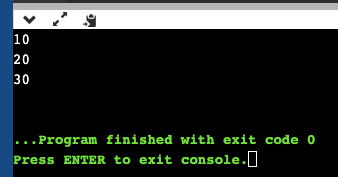 10
20
30
...Program finished with exit code 0
Press ENTER to exit console.